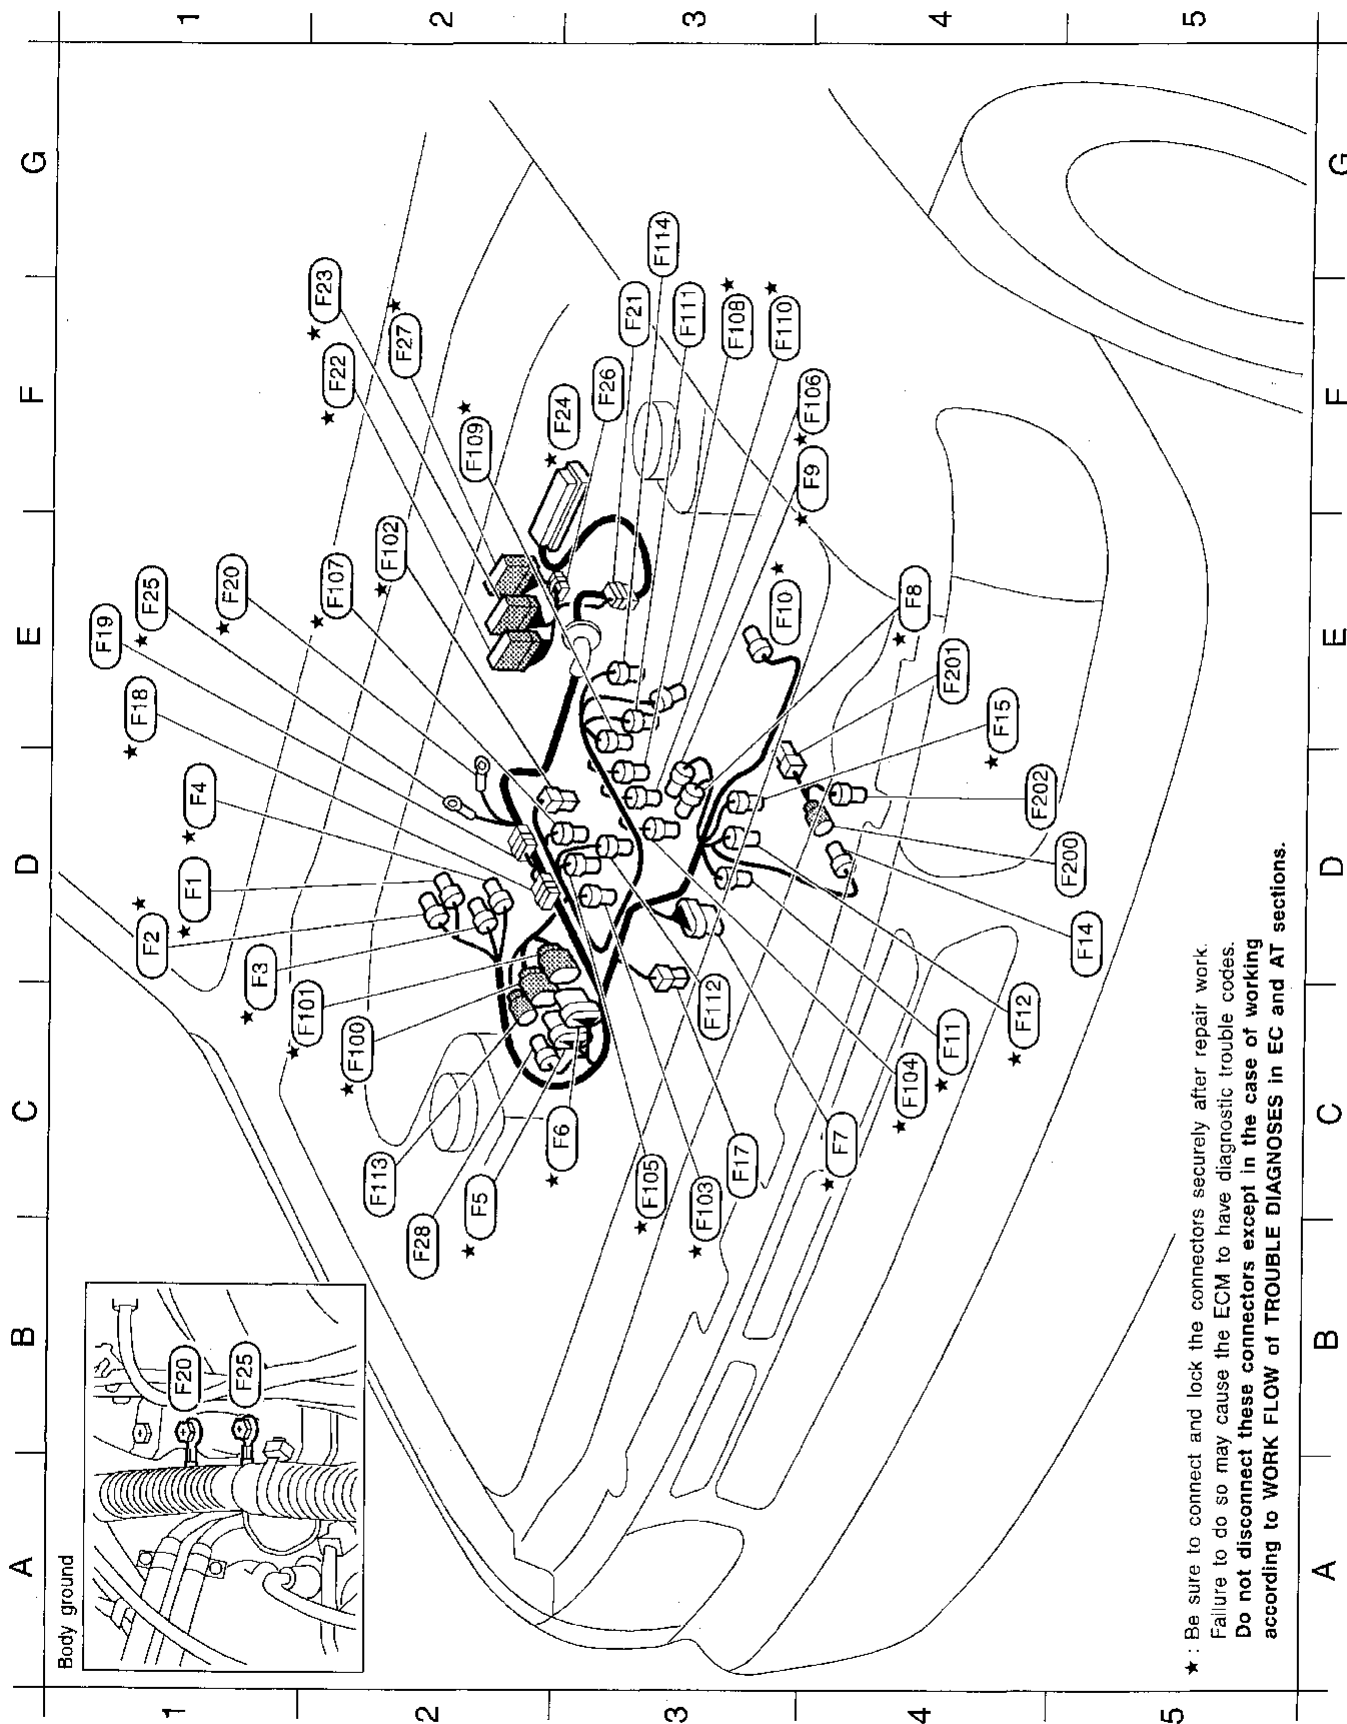 A
B
C
D
E
F
G
1
2
3
4
5
Body ground
F20
F25
F2 ★
★ F1
★ F4
★ F18
F19
★ F25
★ F20
★ F107
★ F102
★ F22
★ F23
F27 ★
F109 ★
★ F24
F26
F21
F114
F111
F108 ★
F110 ★
★ F106
★ F9
F10 ★
★ F8
F201
★ F15
F202
F200
F14
★ F12
★ F11
★ F104
★ F7
F112
F17
★ F103
★ F105
★ F6
★ F5
F28
F113
★ F100
★ F101
★ F3
★ : Be sure to connect and lock the connectors securely after repair work.
Failure to do so may cause the ECM to have diagnostic trouble codes.
Do not disconnect these connectors except in the case of working
according to WORK FLOW of TROUBLE DIAGNOSES in EC and AT sections.
1
2
3
4
5
A
B
C
D
E
F
G